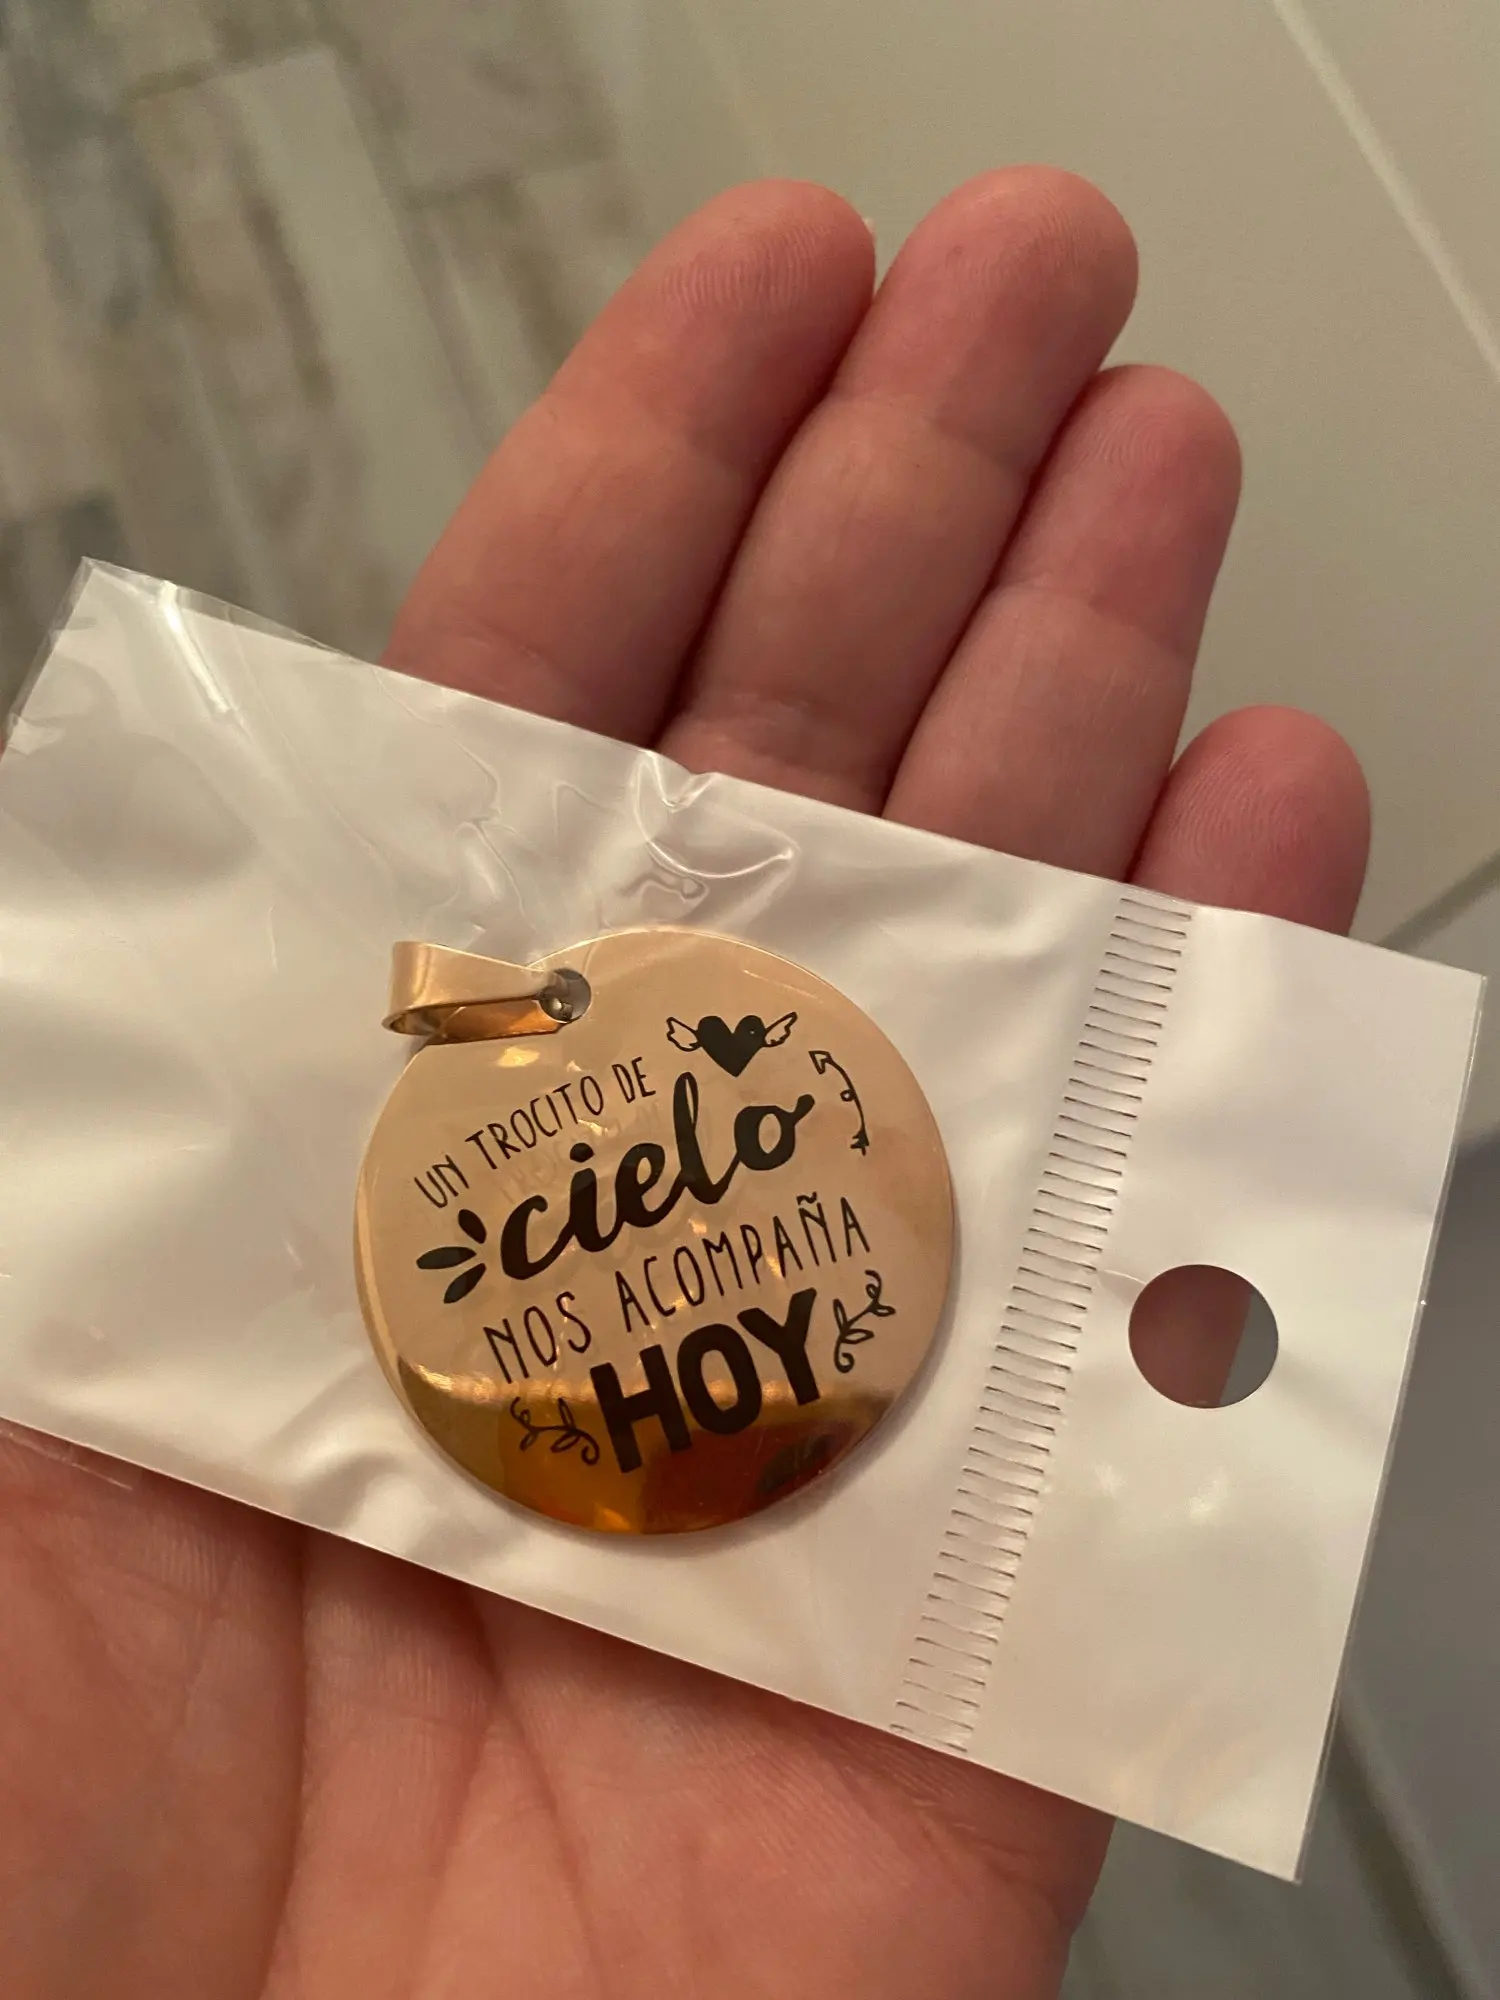 UN TROCITO DE
cielo
NOS ACOMPAÑA
HOY